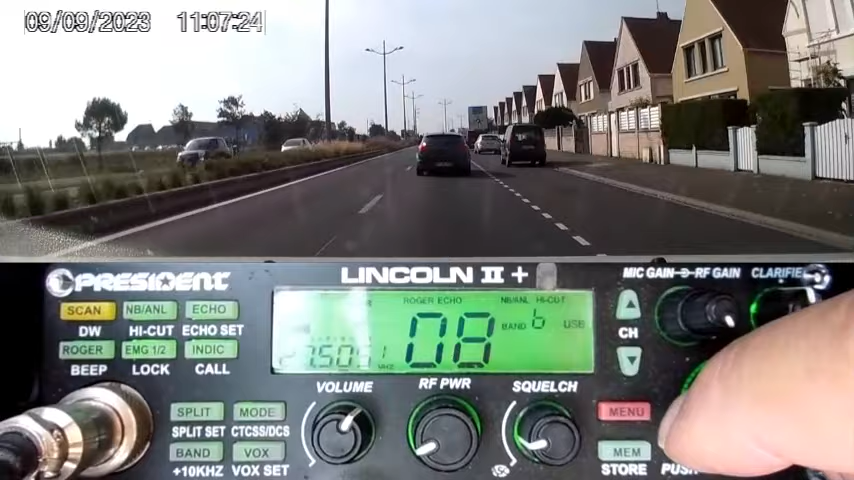 09/09/2023 11:07:24
PRESIDENT
LINCOLN II +
MIC GAIN RF GAIN CLARIFIE
SCAN NB/ANL ECHO
DW HI-CUT ECHO SET
ROGER EMG 1/2 INDIC
BEEP LOCK CALL
ROGER ECHO NB/ANL HI-CUT
08 BAND b USB
CH
VOLUME RF PWR SQUELCH
SPLIT MODE
SPLIT SET CTCSS/DCS
BAND VOX
+10KHZ VOX SET
MENU
MEM
STORE PUSH